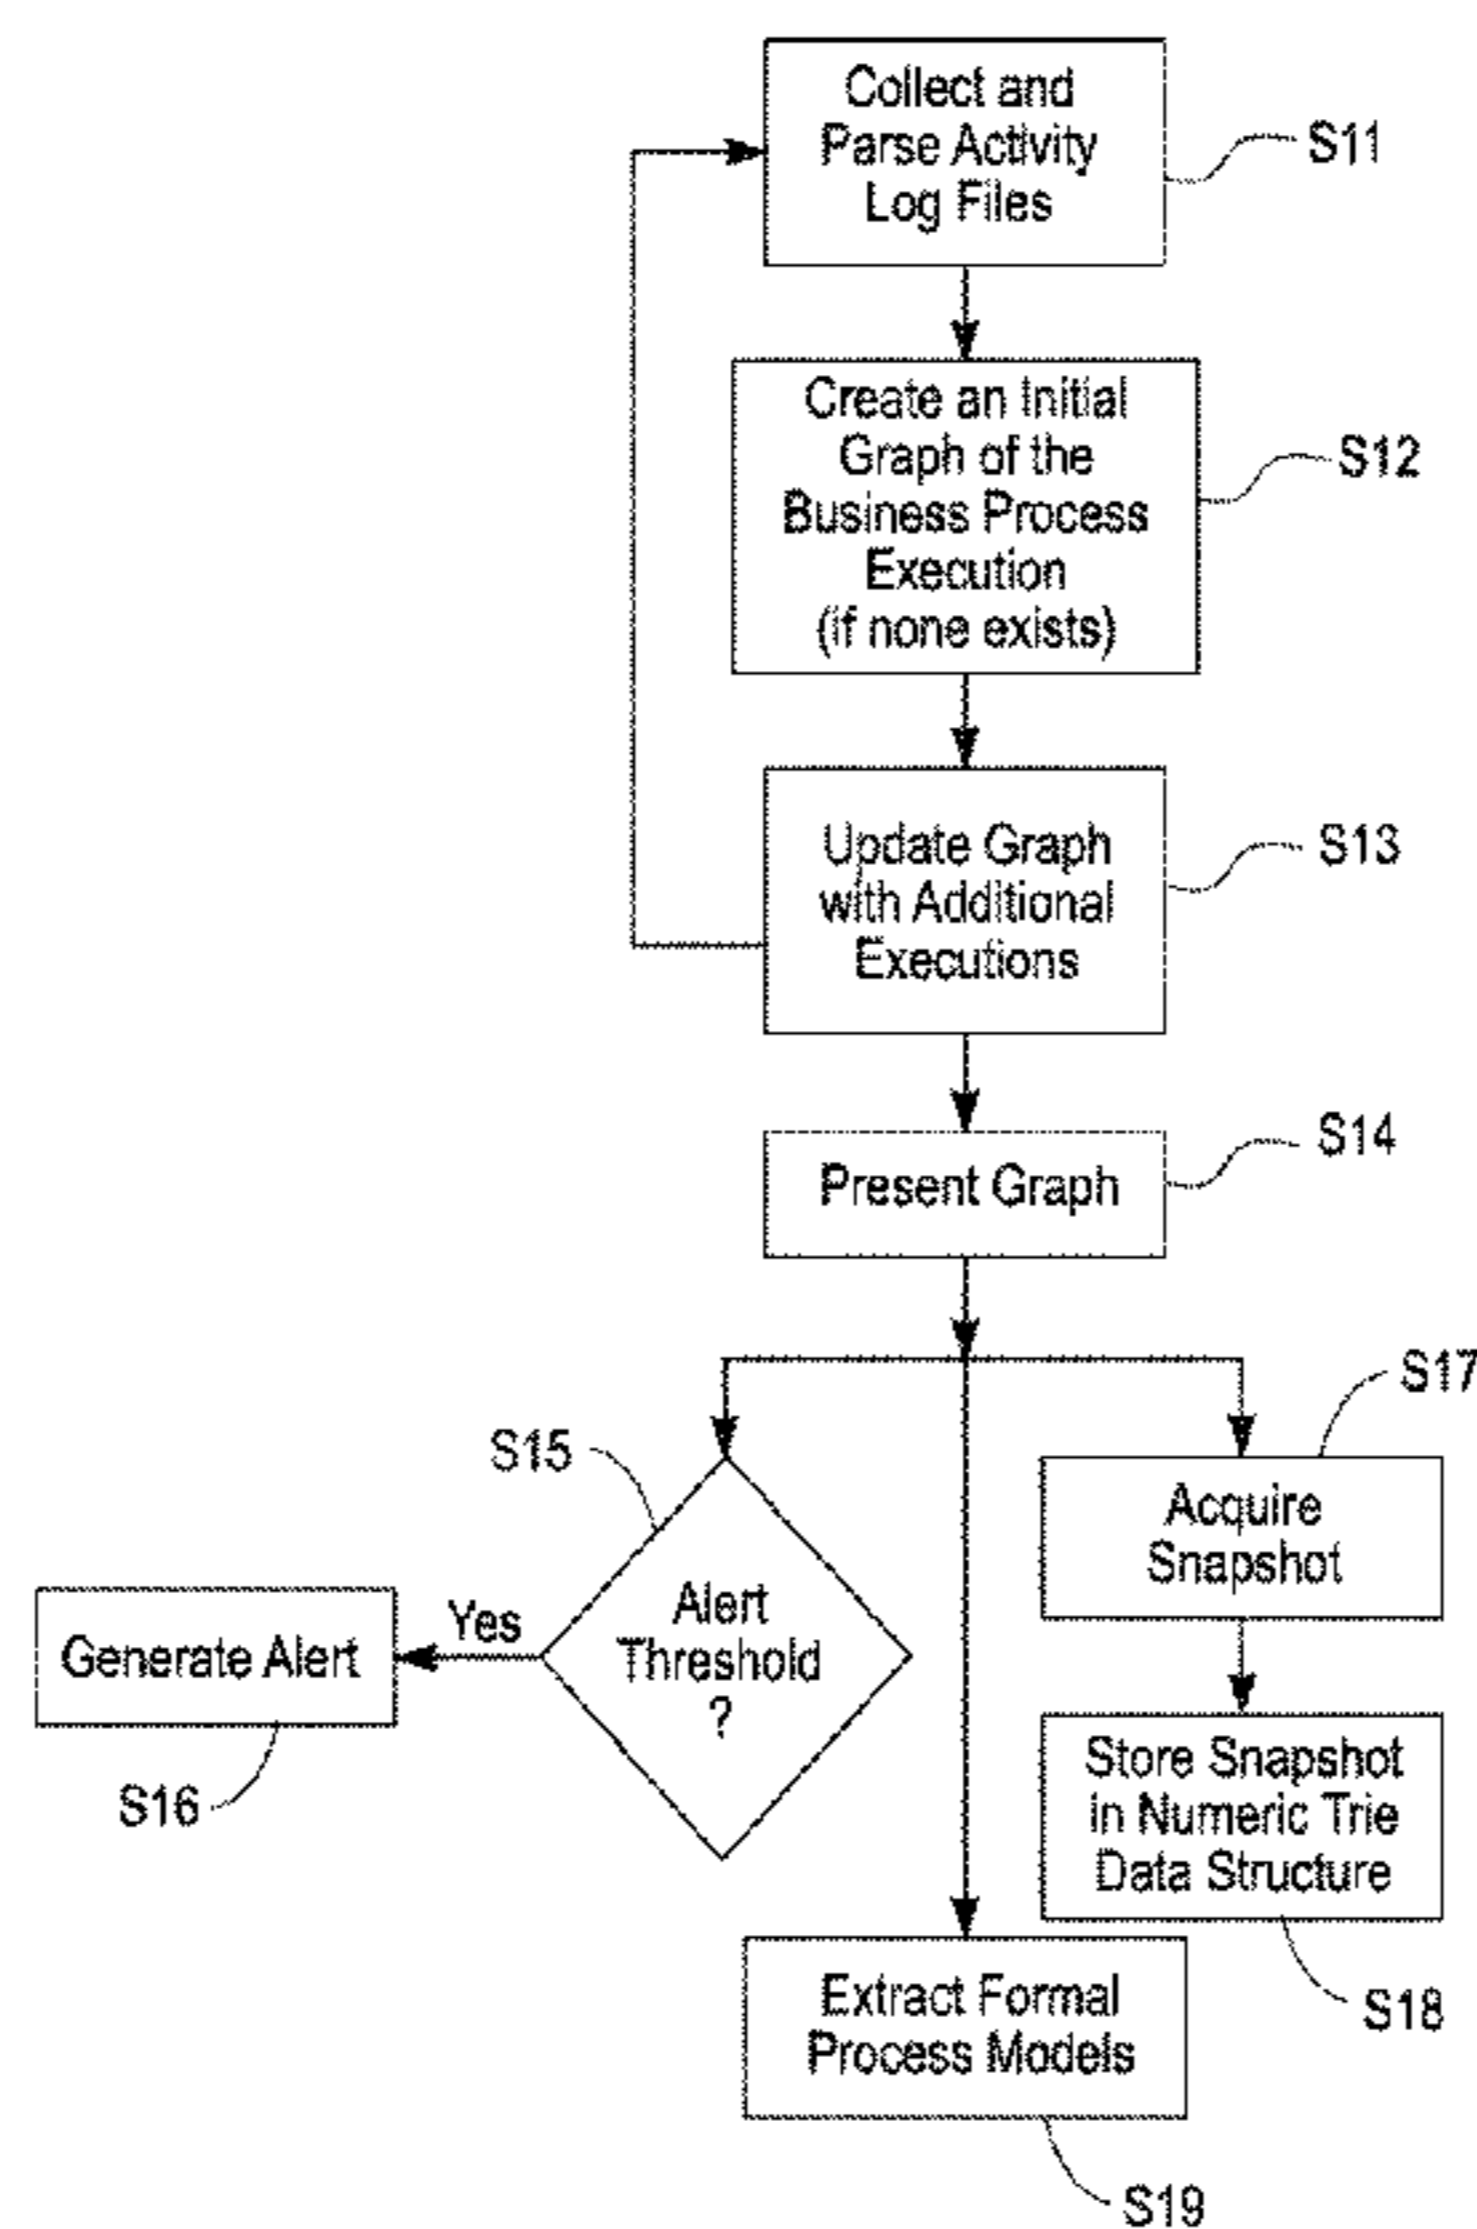 Collect and
Parse Activity
Log Files
S11
Create an Initial
Graph of the
Business Process
Execution
(if none exists)
S12
Update Graph
with Additional
Executions
S13
Present Graph
S14
S15
Alert
Threshold
?
Yes
Generate Alert
S16
S17
Acquire
Snapshot
Store Snapshot
in Numeric Trie
Data Structure
S18
Extract Formal
Process Models
S19